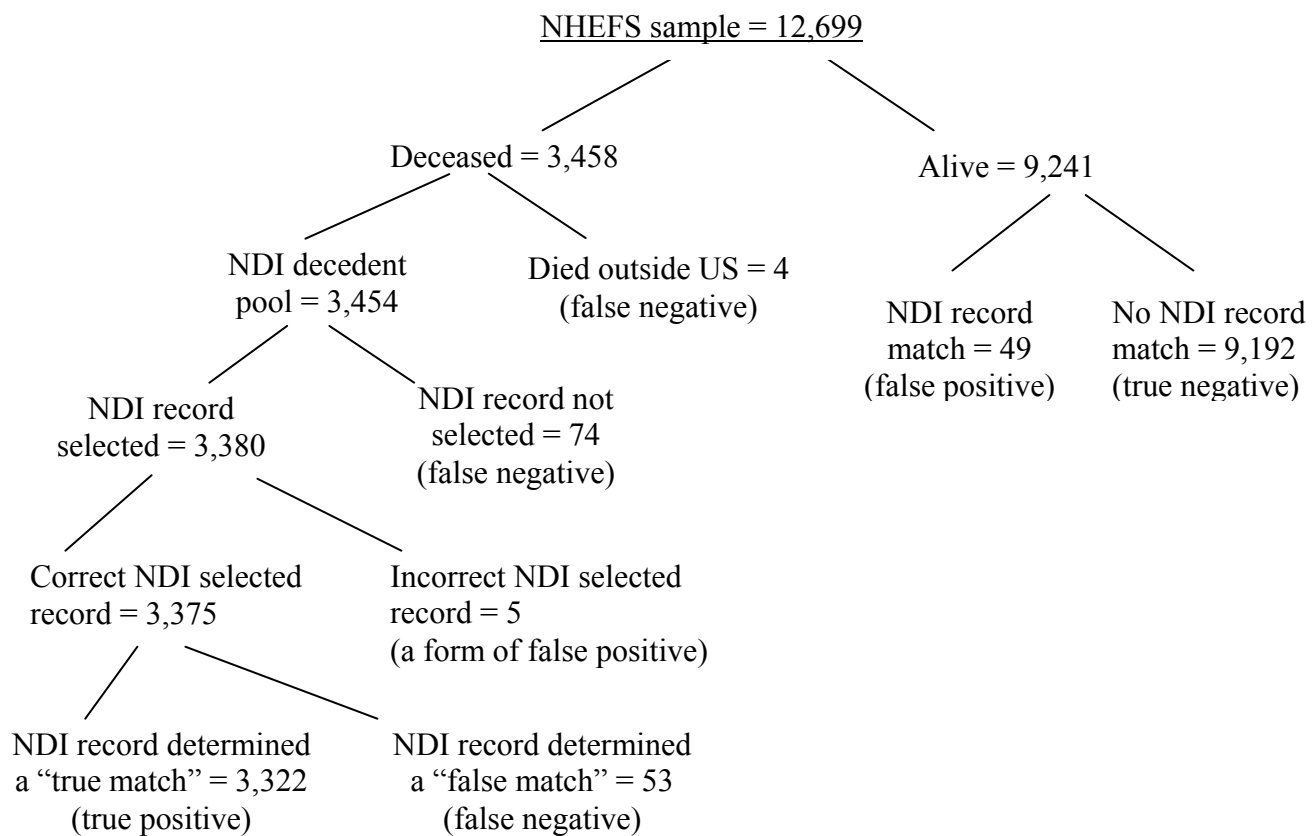 NHEFS sample = 12,699
Deceased = 3,458
Alive = 9,241
NDI decedent
pool = 3,454
Died outside US = 4
(false negative)
NDI record
match = 49
(false positive)
No NDI record
match = 9,192
(true negative)
NDI record
selected = 3,380
NDI record not
selected = 74
(false negative)
Correct NDI selected
record = 3,375
Incorrect NDI selected
record = 5
(a form of false positive)
NDI record determined
a “true match” = 3,322
(true positive)
NDI record determined
a “false match” = 53
(false negative)